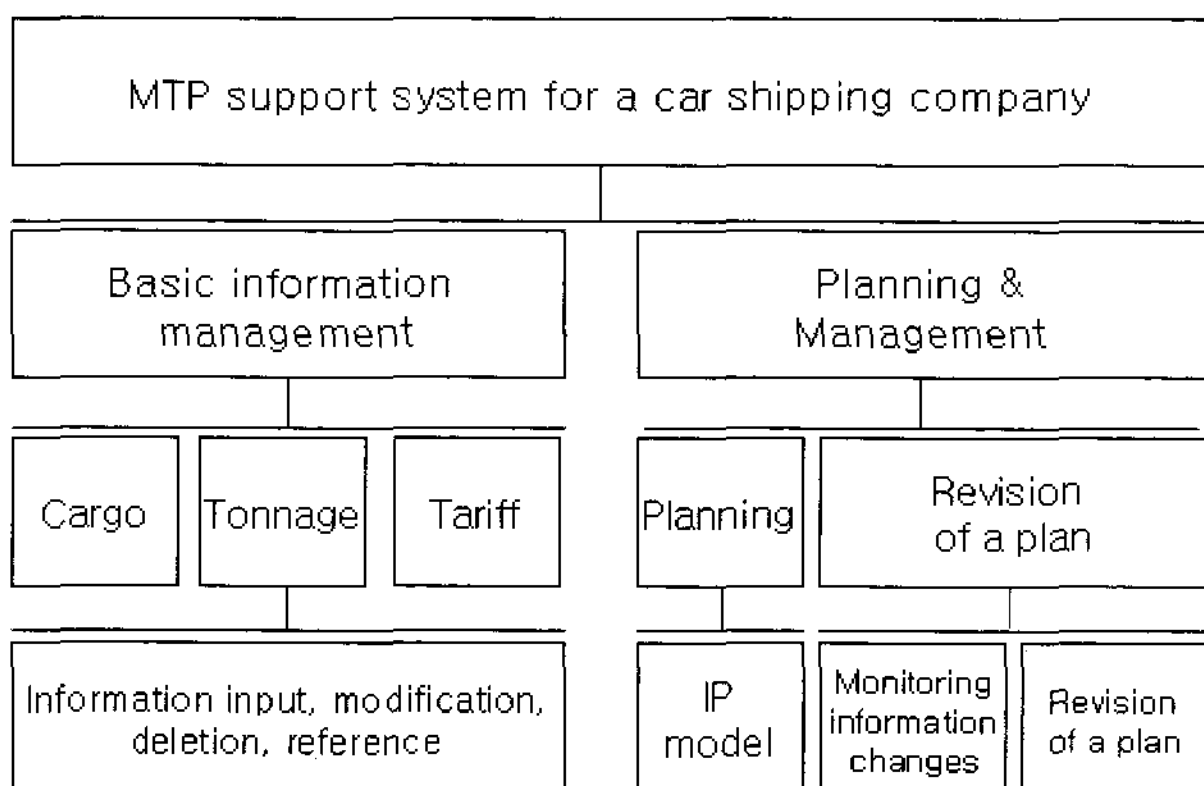 MTP support system for a car shipping company
Basic information
management
Planning &
Management
Cargo
Tonnage
Tariff
Planning
Revision
of a plan
Information input, modification,
deletion, reference
IP
model
Monitoring
information
changes
Revision
of a plan